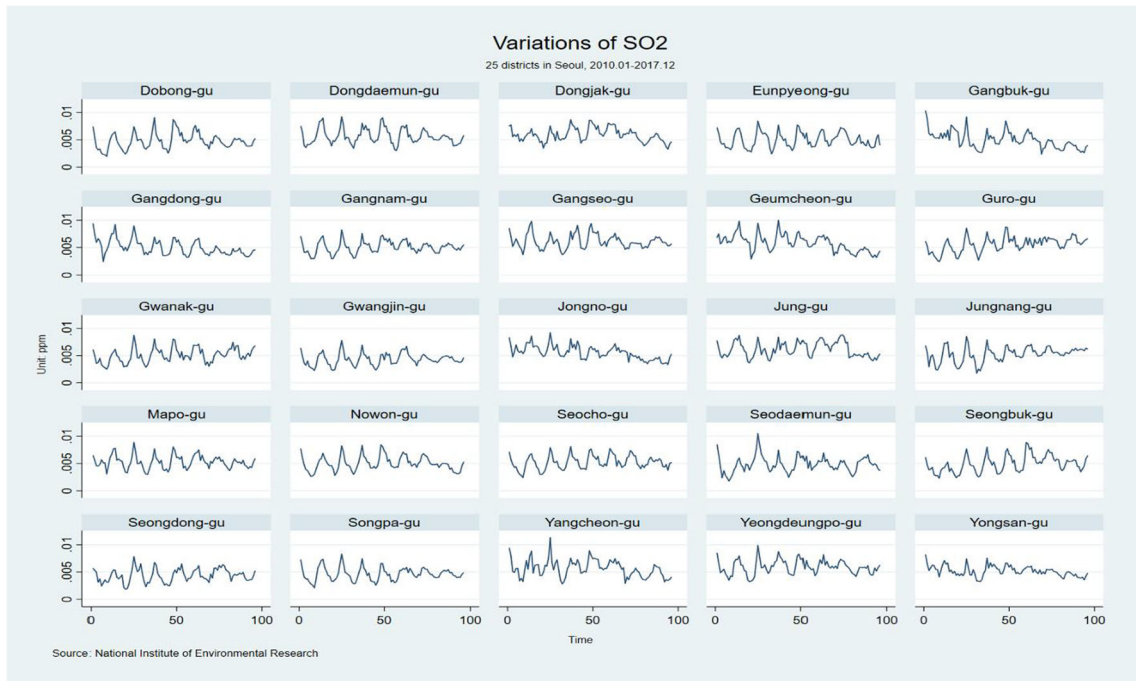 Variations of SO2
25 districts in Seoul, 2010.01-2017.12
Dobong-gu Dongdaemun-gu Dongjak-gu Eunpyeong-gu Gangbuk-gu
.01
.005
0
Gangdong-gu Gangnam-gu Gangseo-gu Geumcheon-gu Guro-gu
.01
.005
0
Gwanak-gu Gwangjin-gu Jongno-gu Jung-gu Jungnang-gu
.01
.005
0
Unit ppm
Mapo-gu Nowon-gu Seocho-gu Seodaemun-gu Seongbuk-gu
.01
.005
0
Seongdong-gu Songpa-gu Yangcheon-gu Yeongdeungpo-gu Yongsan-gu
.01
.005
0
0 50 100 0 50 100 0 50 100 0 50 100 0 50 100
Time
Source: National Institute of Environmental Research